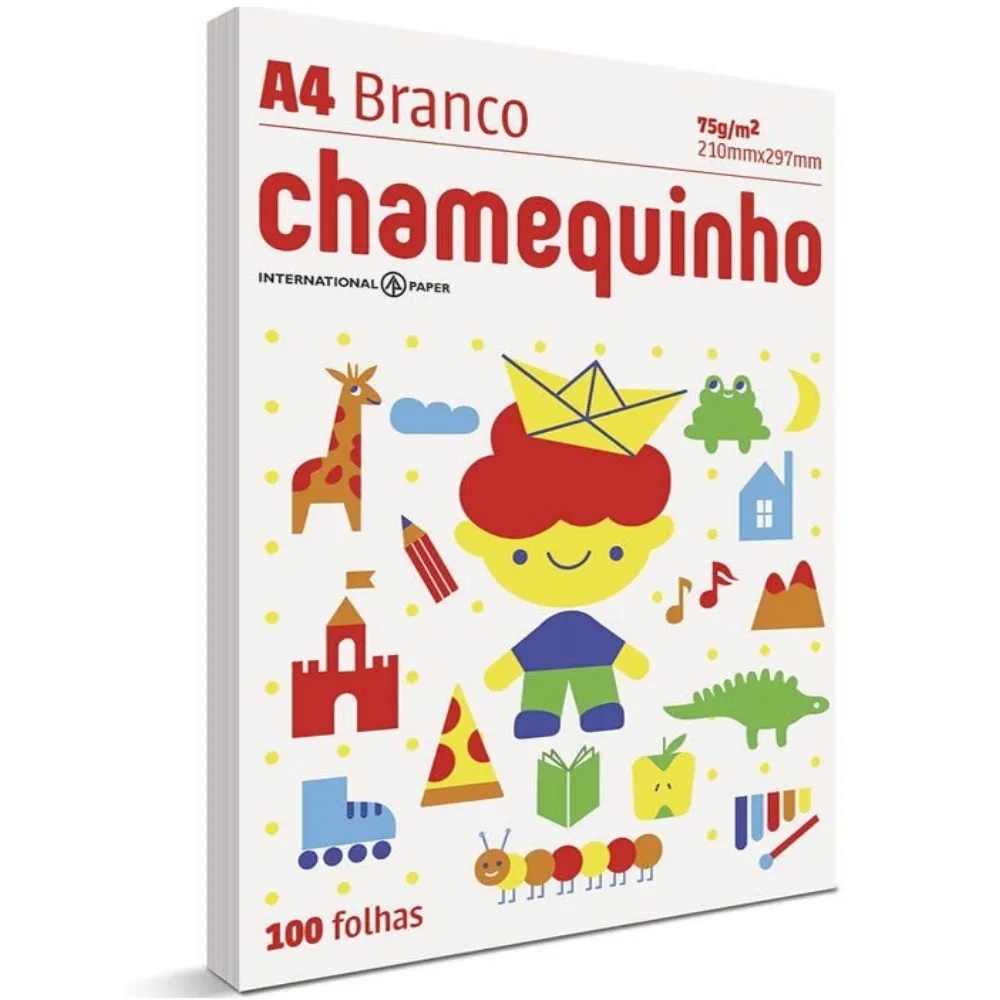 A4 Branco
75g/m2
210mmx297mm
chamequinho
INTERNATIONAL PAPER
100 folhas